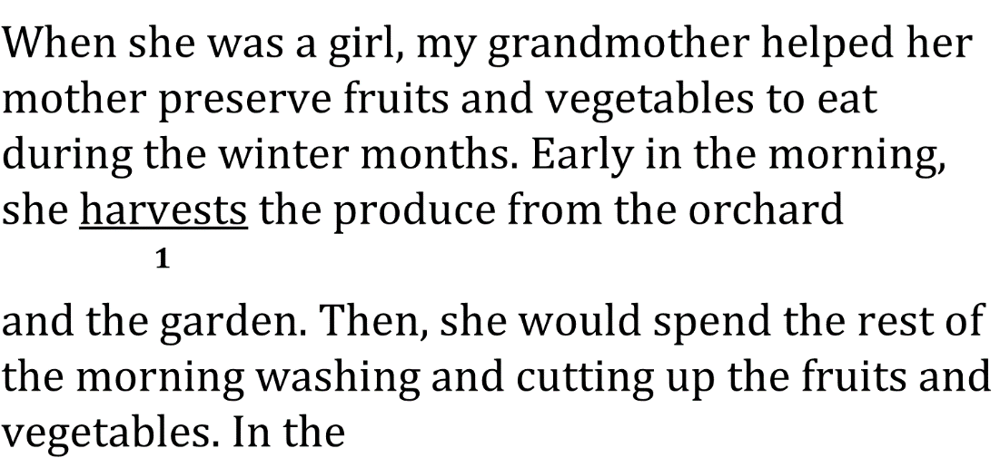 When she was a girl, my grandmother helped her
mother preserve fruits and vegetables to eat
during the winter months. Early in the morning,
she harvests the produce from the orchard
1
and the garden. Then, she would spend the rest of
the morning washing and cutting up the fruits and
vegetables. In the